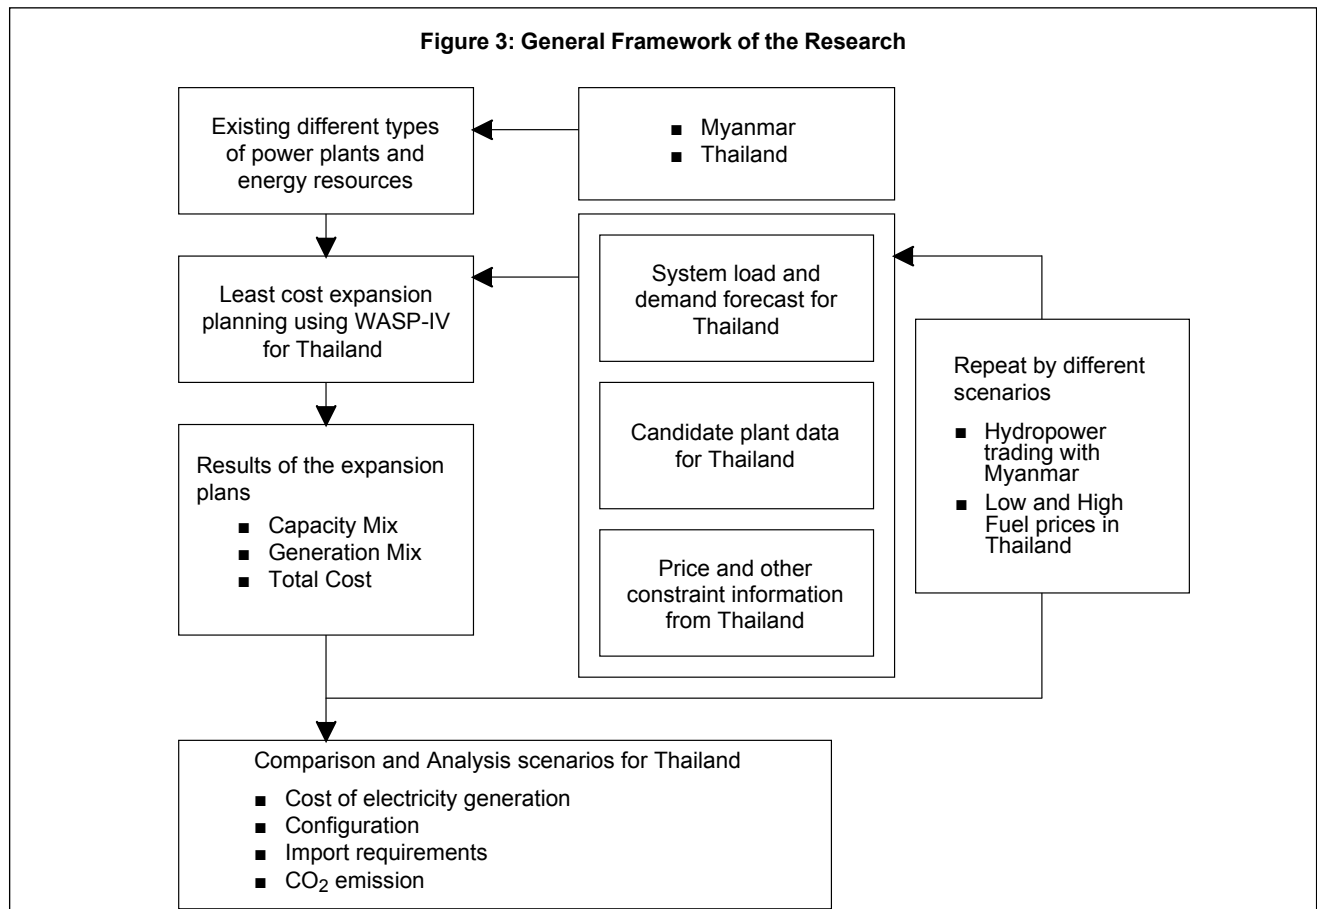 Figure 3: General Framework of the Research
Existing different types
of power plants and
energy resources
■ Myanmar
■ Thailand
Least cost expansion
planning using WASP-IV
for Thailand
System load and
demand forecast for
Thailand
Candidate plant data
for Thailand
Price and other
constraint information
from Thailand
Repeat by different
scenarios
■ Hydropower
trading with
Myanmar
■ Low and High
Fuel prices in
Thailand
Results of the expansion
plans
■ Capacity Mix
■ Generation Mix
■ Total Cost
Comparison and Analysis scenarios for Thailand
■ Cost of electricity generation
■ Configuration
■ Import requirements
■ CO₂ emission